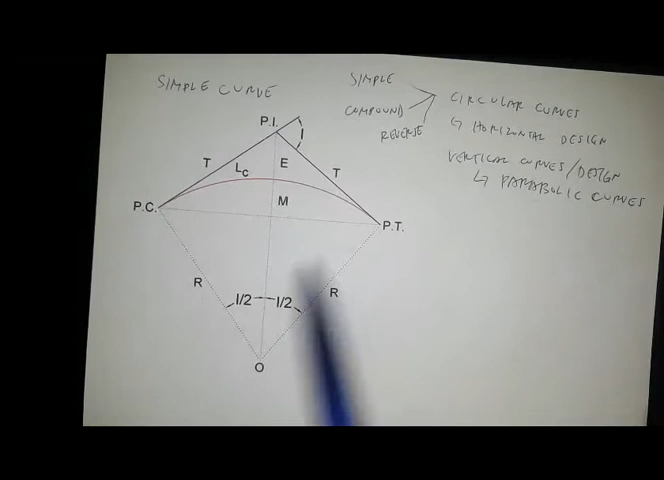 SIMPLE CURVE
SIMPLE
COMPOUND
REVERSE
CIRCULAR CURVES
↳ HORIZONTAL DESIGN
VERTICAL CURVES/DESIGN
↳ PARABOLIC CURVES
P.I.
I
T
Lc
E
T
P.C.
M
P.T.
R
I/2
I/2
R
O